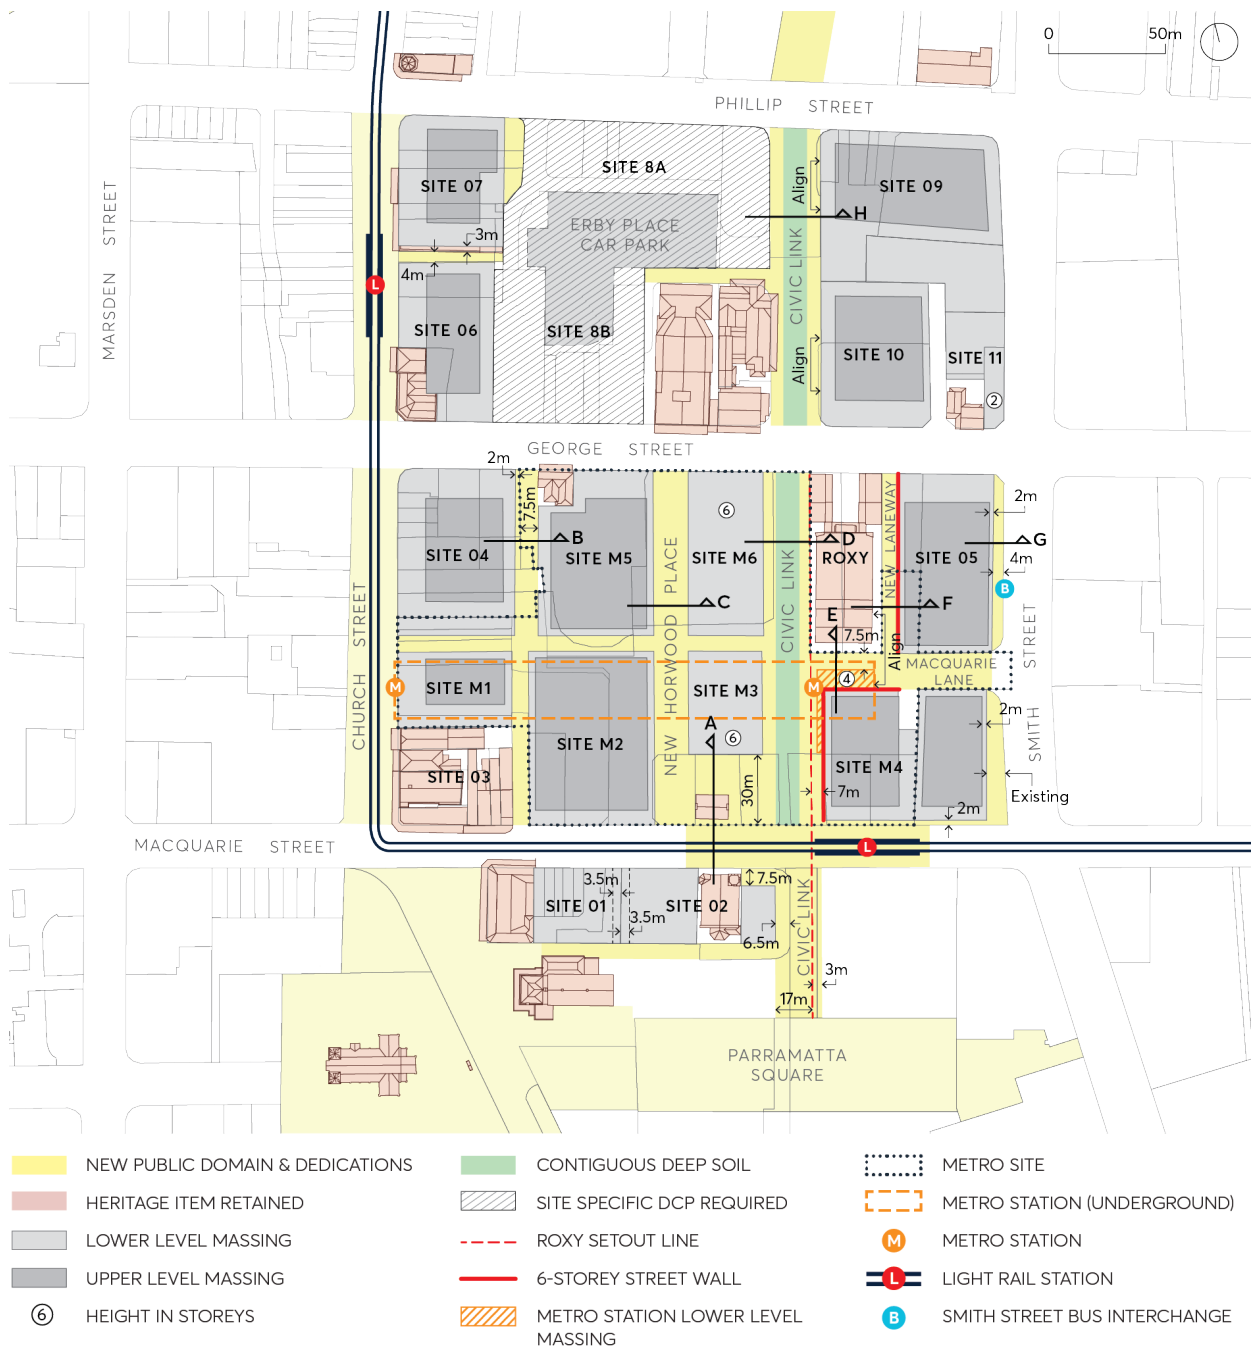 0 50m
PHILLIP STREET
SITE 8A
SITE 07
SITE 09
Align
ERBY PLACE
CAR PARK
H
3m
4m
CIVIC LINK
MARSDEN STREET
L
SITE 06
SITE 8B
SITE 10
SITE 11
Align
2
GEORGE STREET
2m
7.5m
6
2m
NEW LANEWAY
B
D
G
SITE 04
SITE M5
SITE M6
ROXY
SITE 05
4m
B
C
F
E
NEW HORWOOD PLACE
CIVIC LINK
CHURCH STREET
SMITH STREET
7.5m
Align
MACQUARIE
LANE
M
SITE M1
SITE M3
M
4
A
6
2m
SITE M2
SITE 03
SITE M4
30m
7m
Existing
2m
MACQUARIE STREET
L
3.5m
7.5m
SITE 01
SITE 02
3.5m
6.5m
CIVIC LINK
3m
17m
PARRAMATTA
SQUARE
NEW PUBLIC DOMAIN & DEDICATIONS
HERITAGE ITEM RETAINED
LOWER LEVEL MASSING
UPPER LEVEL MASSING
6 HEIGHT IN STOREYS
CONTIGUOUS DEEP SOIL
SITE SPECIFIC DCP REQUIRED
ROXY SETOUT LINE
6-STOREY STREET WALL
METRO STATION LOWER LEVEL
MASSING
METRO SITE
METRO STATION (UNDERGROUND)
M METRO STATION
L LIGHT RAIL STATION
B SMITH STREET BUS INTERCHANGE